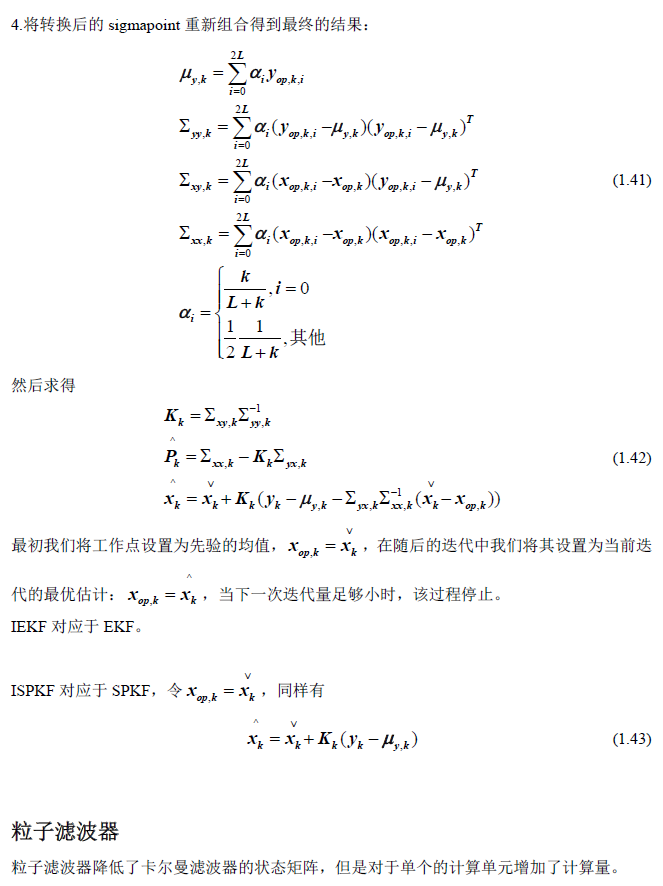 4.将转换后的 sigmapoint 重新组合得到最终的结果：
$\mu_{y,k} = \sum_{i=0}^{2L} \alpha_i y_{op,k,i}$
$\Sigma_{yy,k} = \sum_{i=0}^{2L} \alpha_i (y_{op,k,i} - \mu_{y,k})(y_{op,k,i} - \mu_{y,k})^T$
$\Sigma_{xy,k} = \sum_{i=0}^{2L} \alpha_i (x_{op,k,i} - x_{op,k})(y_{op,k,i} - \mu_{y,k})^T$ (1.41)
$\Sigma_{xx,k} = \sum_{i=0}^{2L} \alpha_i (x_{op,k,i} - x_{op,k})(x_{op,k,i} - x_{op,k})^T$
$\alpha_i = \begin{cases} \frac{k}{L+k}, i = 0 \\ \frac{1}{2} \frac{1}{L+k}, 其他 \end{cases}$
然后求得
$K_k = \Sigma_{xy,k} \Sigma_{yy,k}^{-1}$
$\hat{P}_k = \Sigma_{xx,k} - K_k \Sigma_{yx,k}$ (1.42)
$\hat{x}_k = \check{x}_k + K_k (y_k - \mu_{y,k} - \Sigma_{yx,k} \Sigma_{xx,k}^{-1} (\check{x}_k - x_{op,k}))$
最初我们将工作点设置为先验的均值，$x_{op,k} = \check{x}_k$，在随后的迭代中我们将其设置为当前迭
代的最优估计：$x_{op,k} = \hat{x}_k$，当下一次迭代量足够小时，该过程停止。
IEKF 对应于 EKF。
ISPKF 对应于 SPKF，令 $x_{op,k} = \check{x}_k$，同样有
$\hat{x}_k = \check{x}_k + K_k (y_k - \mu_{y,k})$ (1.43)
粒子滤波器
粒子滤波器降低了卡尔曼滤波器的状态矩阵，但是对于单个的计算单元增加了计算量。